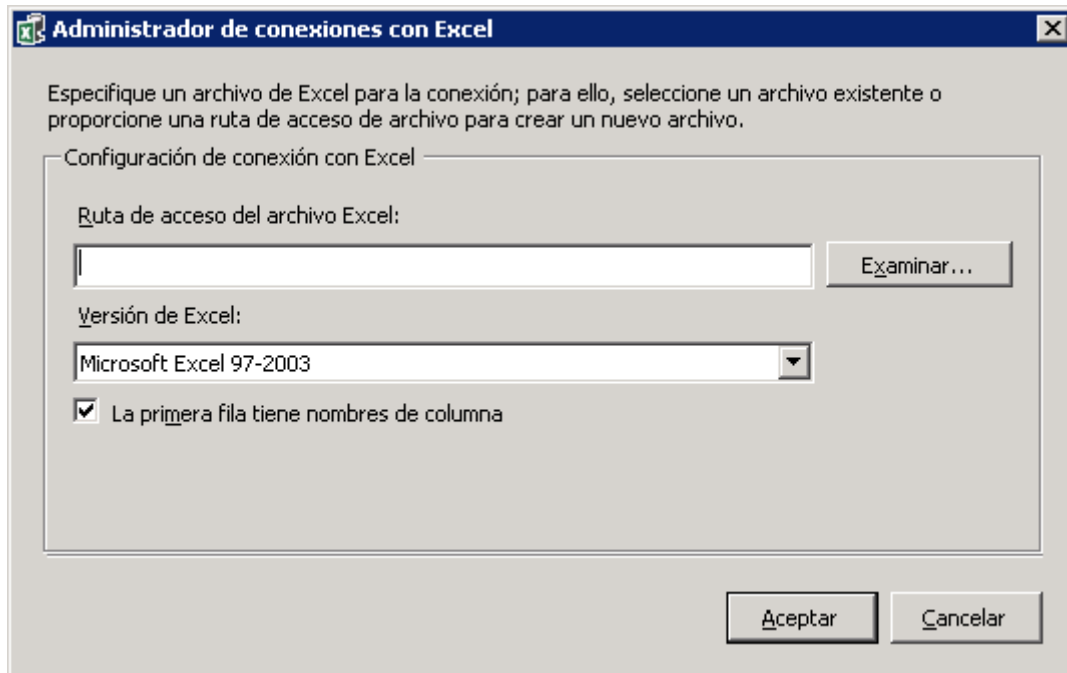 Administrador de conexiones con Excel
Especifique un archivo de Excel para la conexión; para ello, seleccione un archivo existente o
proporcione una ruta de acceso de archivo para crear un nuevo archivo.
Configuración de conexión con Excel
Ruta de acceso del archivo Excel:
Examinar...
Versión de Excel:
Microsoft Excel 97-2003
La primera fila tiene nombres de columna
Aceptar
Cancelar